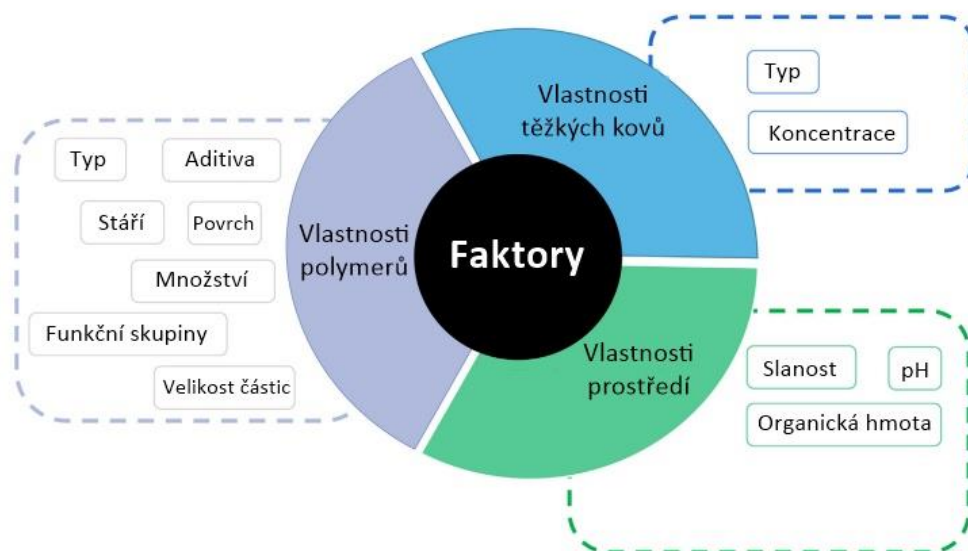 Faktory
Vlastnosti
těžkých kovů
Typ
Koncentrace
Vlastnosti
polymerů
Typ
Aditiva
Stáří
Povrch
Množství
Funkční skupiny
Velikost částic
Vlastnosti
prostředí
Slanost
pH
Organická hmota